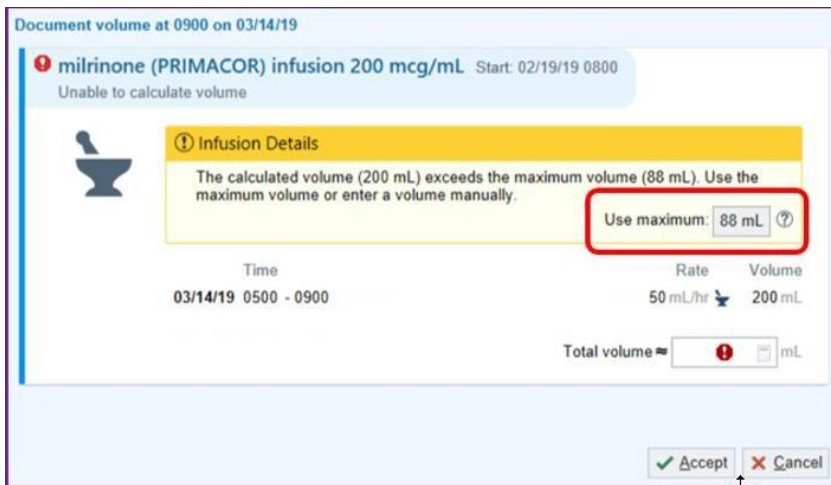 Document volume at 0900 on 03/14/19
milrinone (PRIMACOR) infusion 200 mcg/mL Start: 02/19/19 0800
Unable to calculate volume
Infusion Details
The calculated volume (200 mL) exceeds the maximum volume (88 mL). Use the
maximum volume or enter a volume manually.
Use maximum: 88 mL
Time Rate Volume
03/14/19 0500 - 0900 50 mL/hr 200 mL
Total volume ≈ mL
Accept Cancel